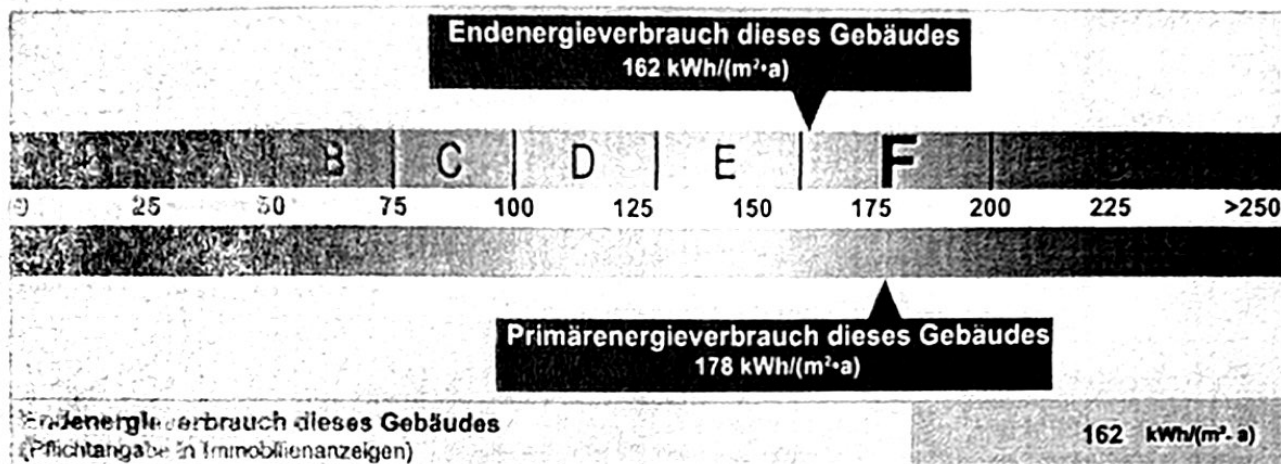 Endenergieverbrauch dieses Gebäudes
162 kWh/(m²•a)
B C D E F
0 25 50 75 100 125 150 175 200 225 >250
Primärenergieverbrauch dieses Gebäudes
178 kWh/(m²•a)
Endenergieverbrauch dieses Gebäudes
162 kWh/(m²·a)
(Pflichtangabe in Immobilienanzeigen)